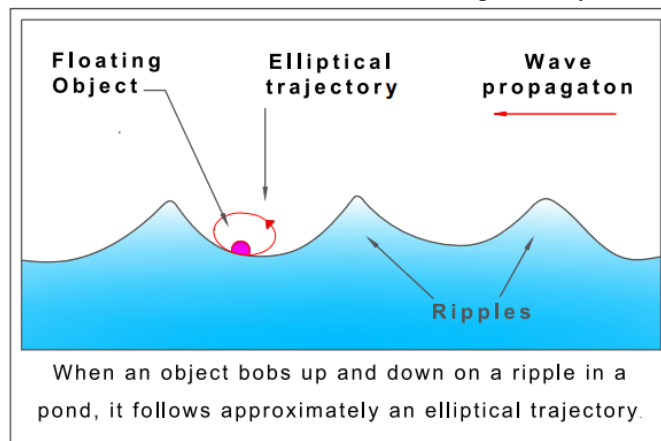 Floating
Object
Elliptical
trajectory
Wave
propagaton
Ripples
When an object bobs up and down on a ripple in a
pond, it follows approximately an elliptical trajectory.